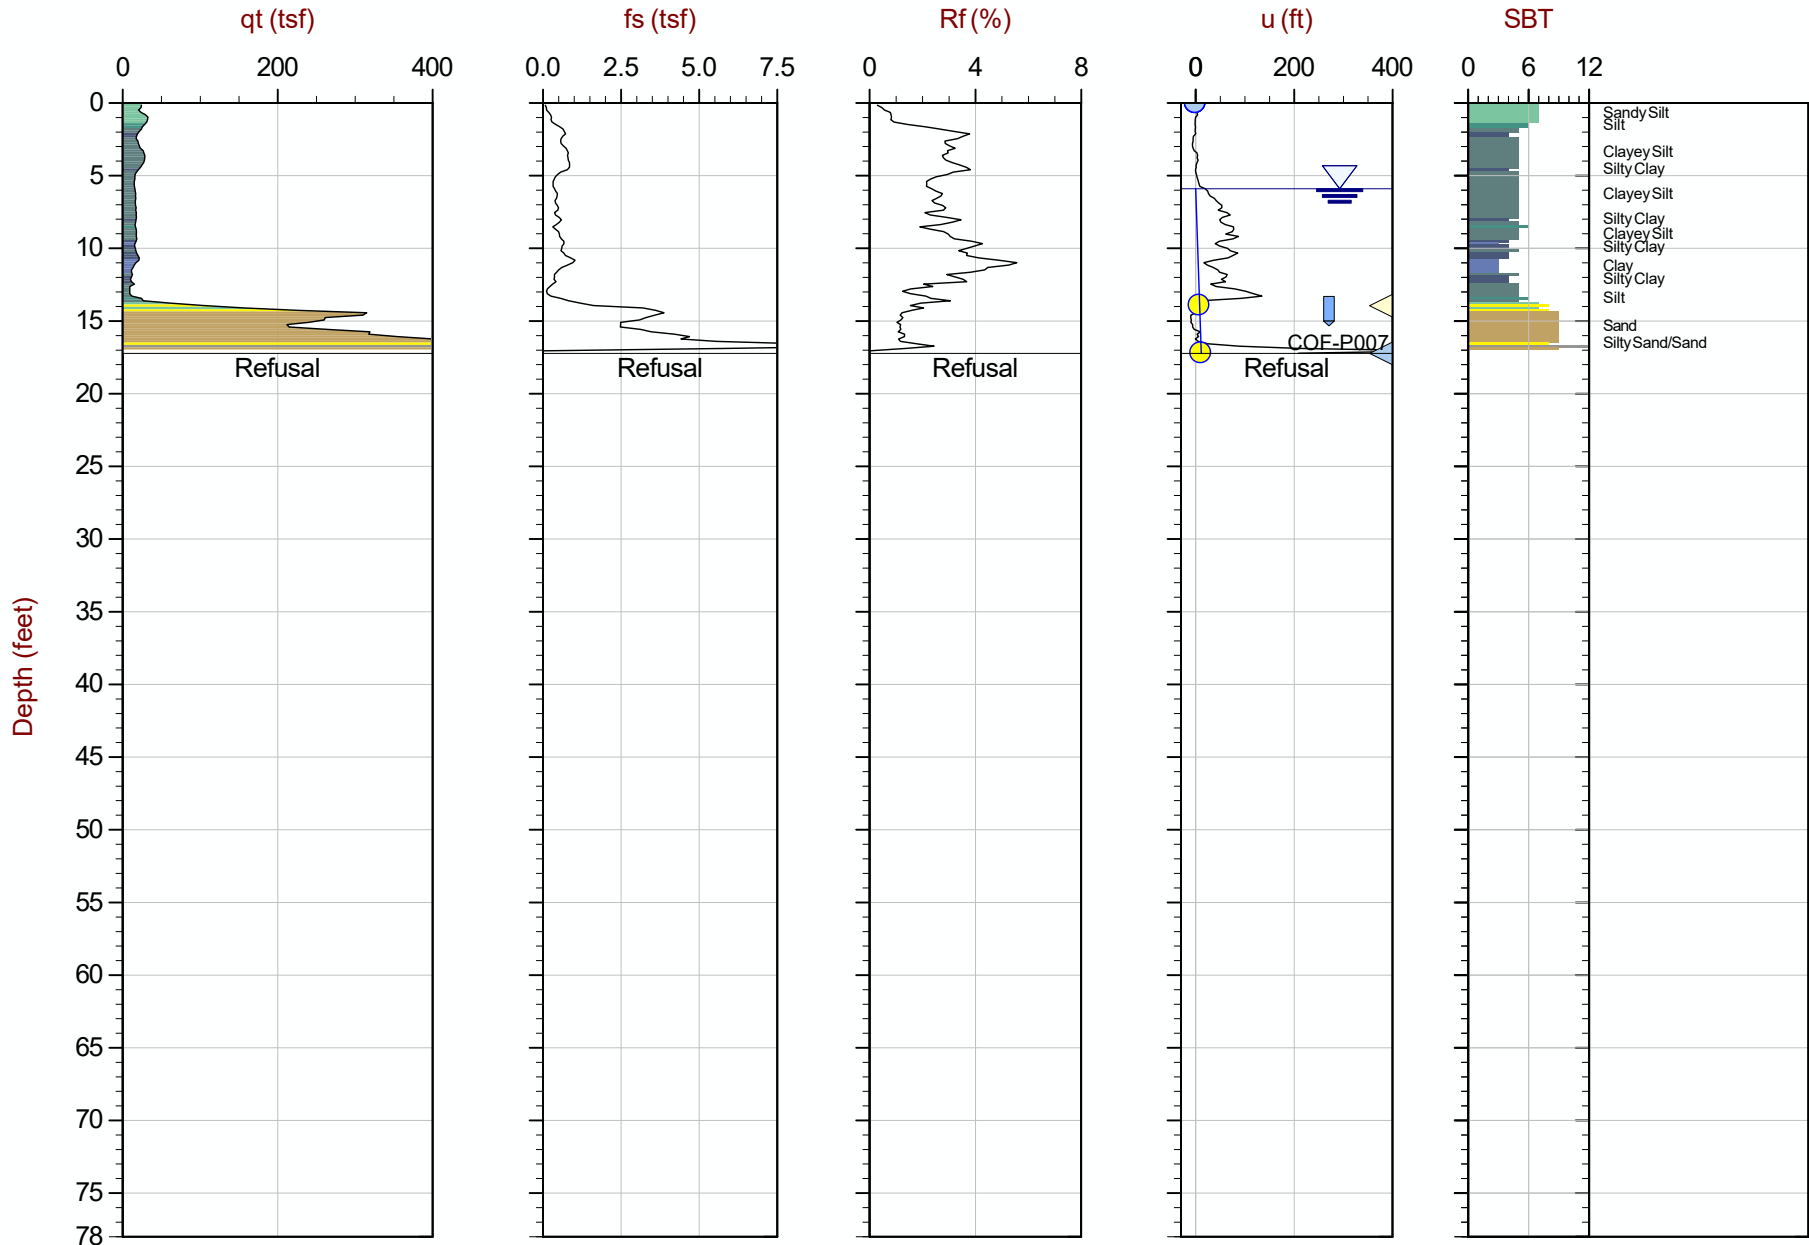 qt (tsf) fs (tsf) Rf (%) u (ft) SBT
0 200 400 0.0 2.5 5.0 7.5 0 4 8 0 200 400 0 6 12
0
Sandy Silt
Silt
Clayey Silt
Silty Clay
5
Clayey Silt
Silty Clay
Clayey Silt
Silty Clay
10
Clay
Silty Clay
Silt
15
Sand
COF-P007
Silty Sand/Sand
Refusal Refusal Refusal Refusal
20
25
30
35
Depth (feet)
40
45
50
55
60
65
70
75
78